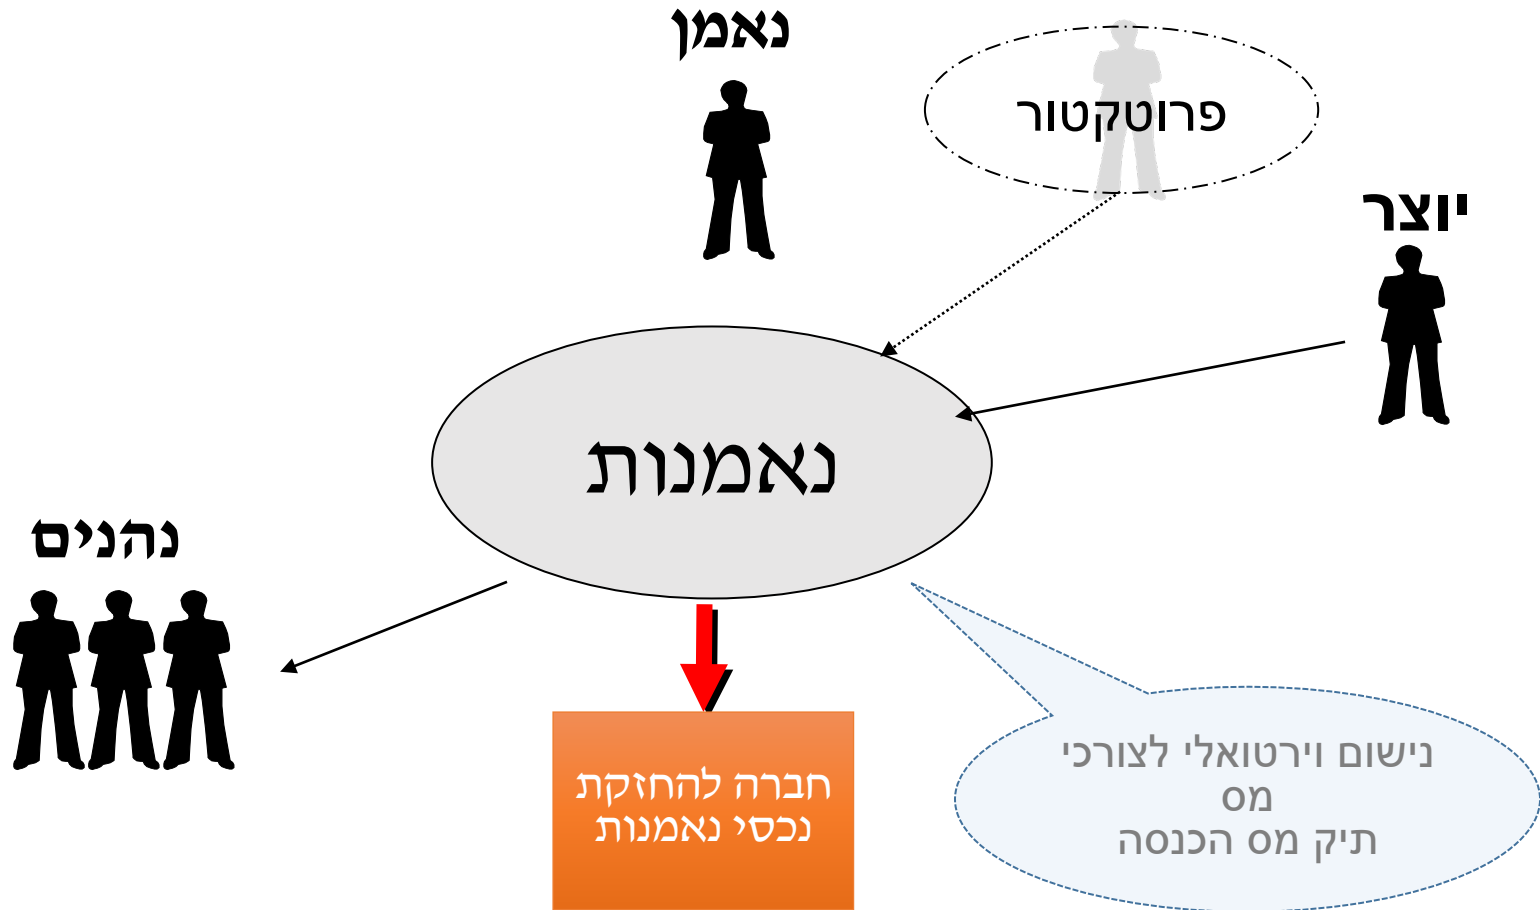 נאמן
פרוטקטור
יוצר
נאמנות
נהנים
חברה להחזקת
נכסי נאמנות
נישום וירטואלי לצורכי
מס
תיק מס הכנסה